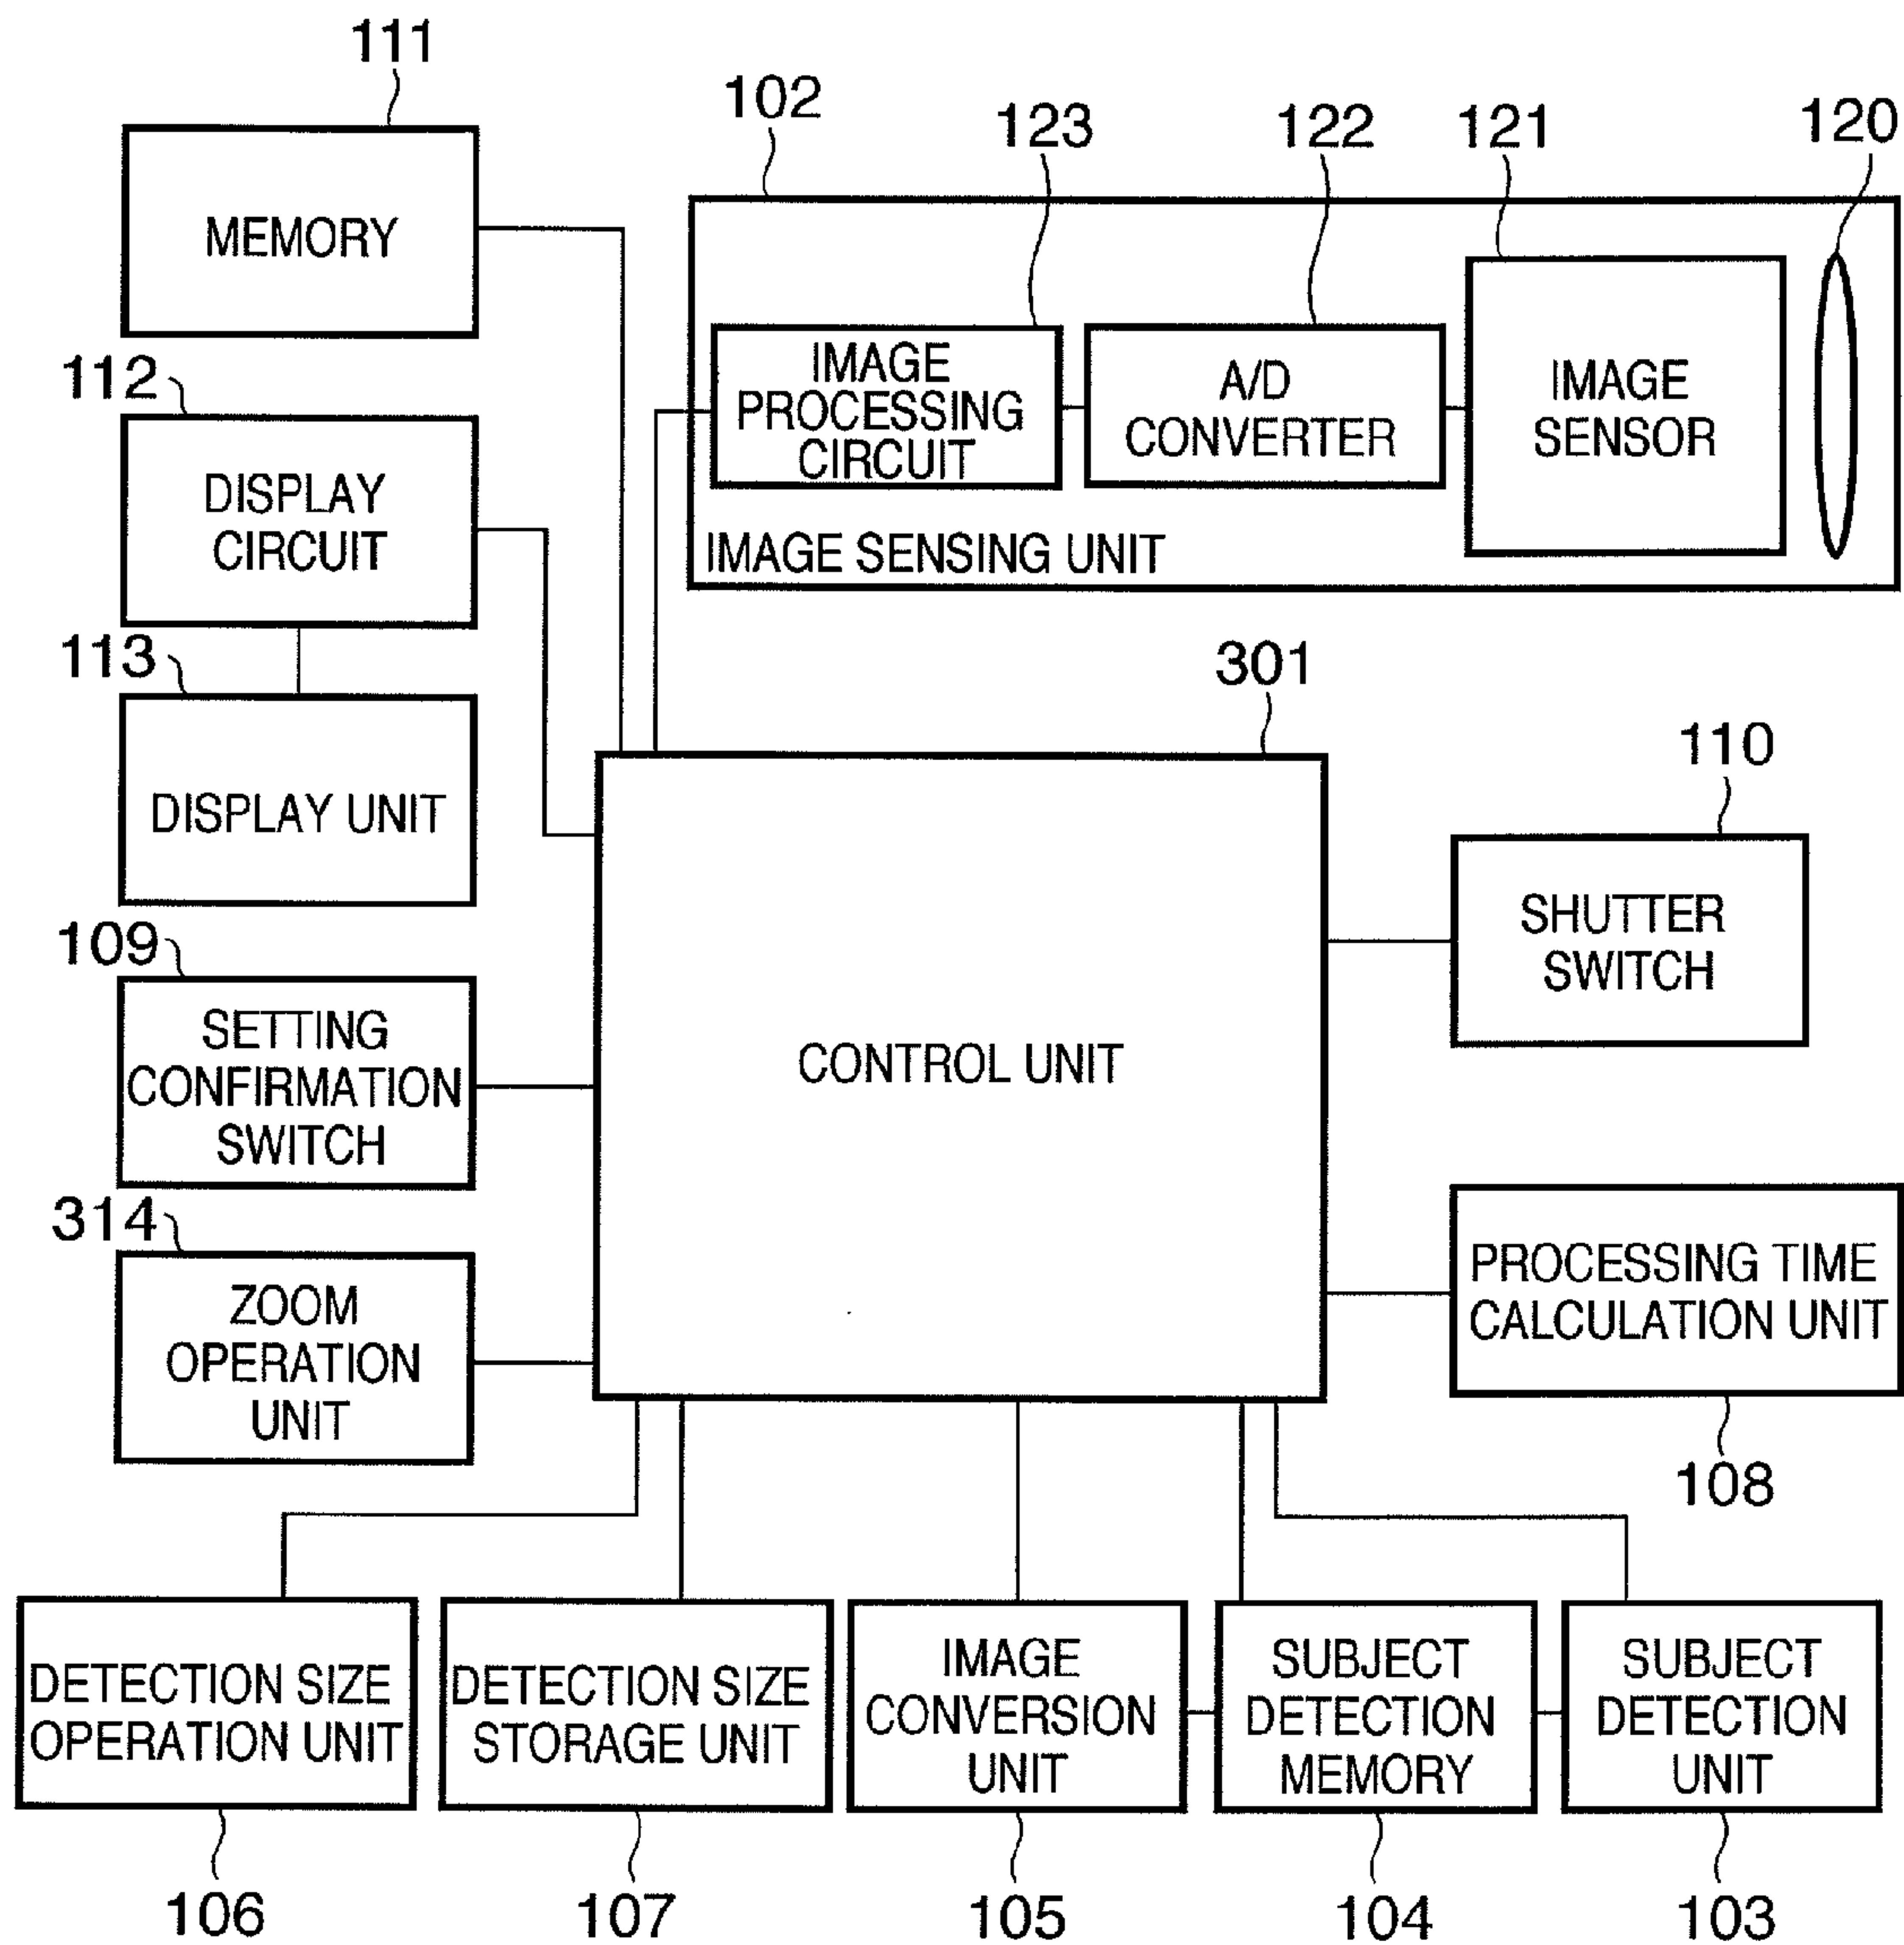 111
MEMORY
102
123
122
121
120
IMAGE
PROCESSING
CIRCUIT
A/D
CONVERTER
IMAGE
SENSOR
IMAGE SENSING UNIT
112
DISPLAY
CIRCUIT
113
DISPLAY UNIT
301
CONTROL UNIT
110
SHUTTER
SWITCH
109
SETTING
CONFIRMATION
SWITCH
314
ZOOM
OPERATION
UNIT
PROCESSING TIME
CALCULATION UNIT
108
DETECTION SIZE
OPERATION UNIT
106
DETECTION SIZE
STORAGE UNIT
107
IMAGE
CONVERSION
UNIT
105
SUBJECT
DETECTION
MEMORY
104
SUBJECT
DETECTION
UNIT
103